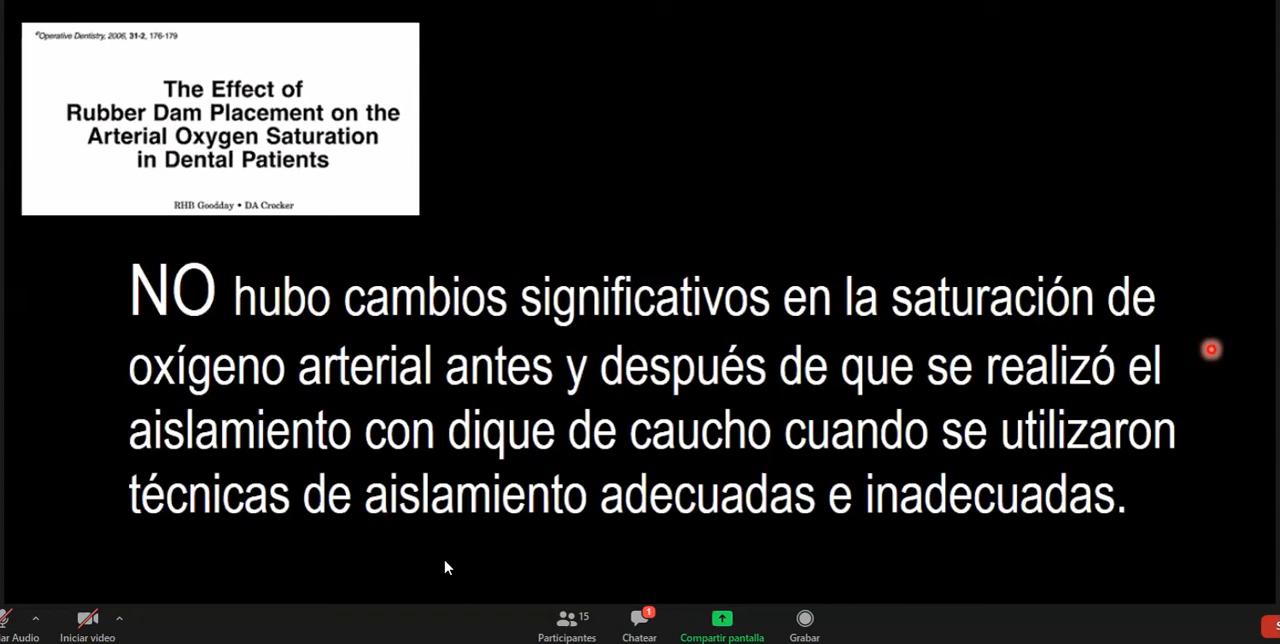 ©Operative Dentistry, 2006, 31-2, 176-179
The Effect of
Rubber Dam Placement on the
Arterial Oxygen Saturation
in Dental Patients
RHB Goodday • DA Crocker
NO hubo cambios significativos en la saturación de
oxígeno arterial antes y después de que se realizó el
aislamiento con dique de caucho cuando se utilizaron
técnicas de aislamiento adecuadas e inadecuadas.
15
1
ar Audio
Iniciar video
Participantes
Chatear
Compartir pantalla
Grabar
S